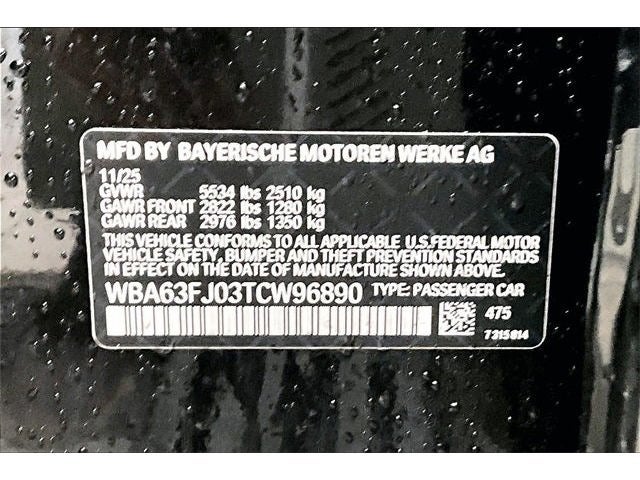 MFD BY BAYERISCHE MOTOREN WERKE AG
11/25
GVWR 5534 lbs 2510 kg
GAWR FRONT 2822 lbs 1280 kg
GAWR REAR 2976 lbs 1350 kg
THIS VEHICLE CONFORMS TO ALL APPLICABLE U.S.FEDERAL MOTOR
VEHICLE SAFETY, BUMPER AND THEFT PREVENTION STANDARDS
IN EFFECT ON THE DATE OF MANUFACTURE SHOWN ABOVE.
WBA63FJ03TCW96890 TYPE: PASSENGER CAR
475
7315814